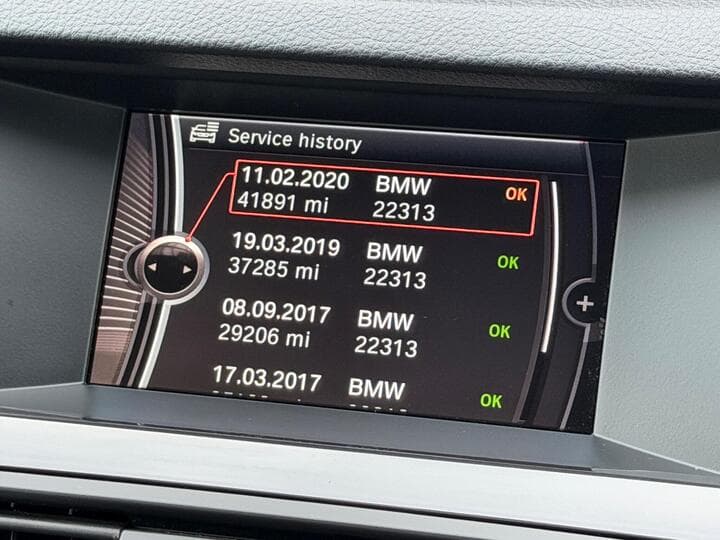 Service history
11.02.2020 BMW OK
41891 mi 22313
19.03.2019 BMW OK
37285 mi 22313
08.09.2017 BMW OK
29206 mi 22313
17.03.2017 BMW OK